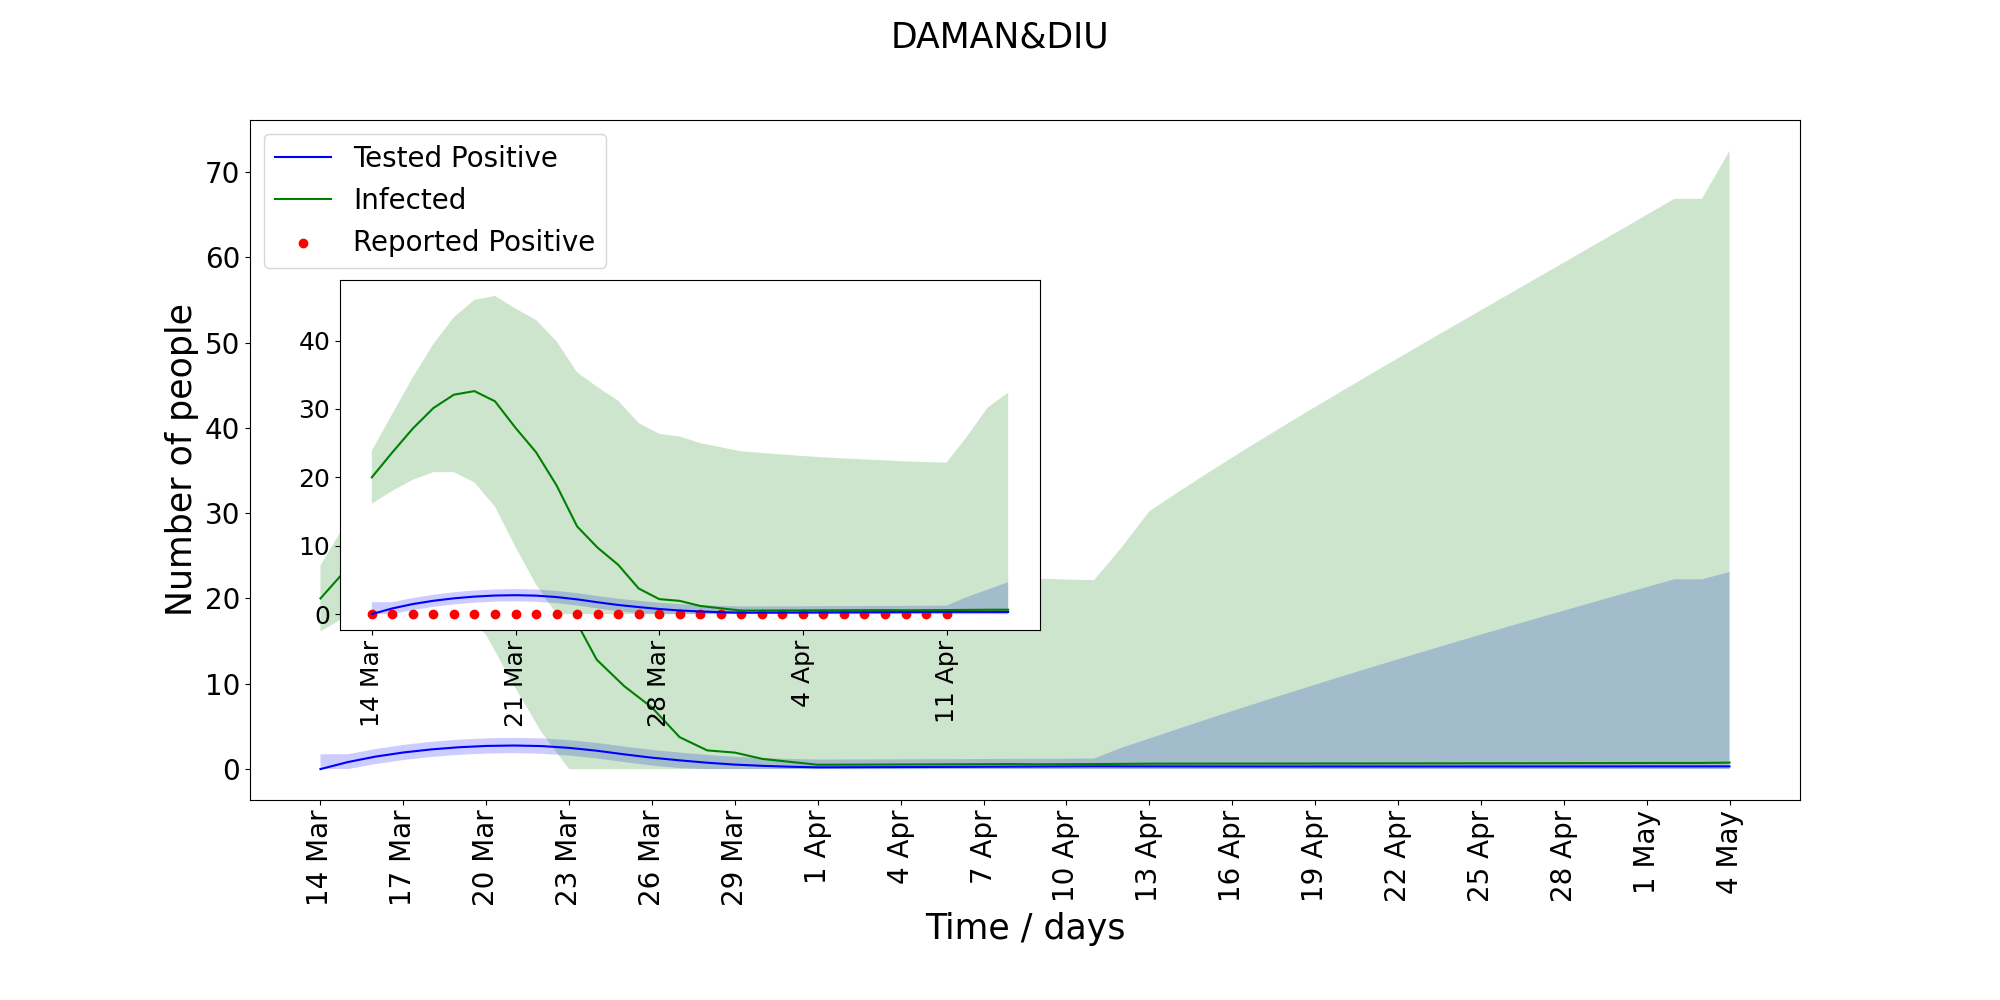 DAMAN&DIU
Tested Positive
Infected
Reported Positive
Number of people
70
60
50
40
30
20
10
0
40
30
20
10
0
14 Mar
21 Mar
28 Mar
4 Apr
11 Apr
14 Mar
17 Mar
20 Mar
23 Mar
26 Mar
29 Mar
1 Apr
4 Apr
7 Apr
10 Apr
13 Apr
16 Apr
19 Apr
22 Apr
25 Apr
28 Apr
1 May
4 May
Time / days